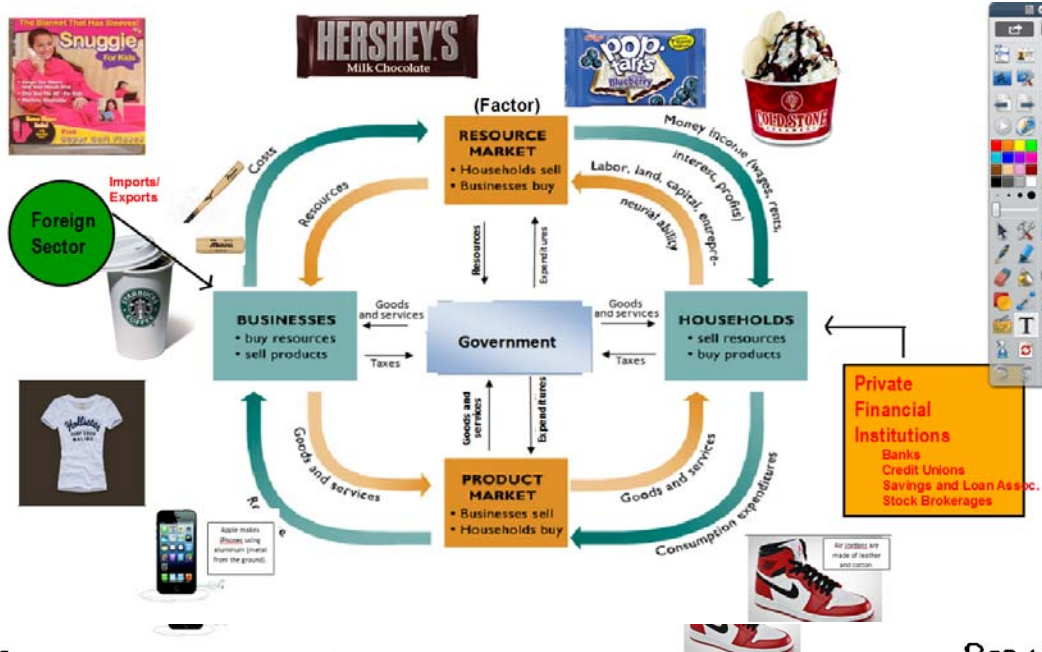 The Blanket That Has Sleeves!
Snuggie
For Kids
HERSHEY'S
Milk Chocolate
pop.
tarts
Blueberry
COLD STONE
(Factor)
RESOURCE
MARKET
• Households sell
• Businesses buy
Costs
Resources
Money income (wages, rents,
interest, profits)
Labor, land, capital, entrepre-
neurial ability
Imports/
Exports
Foreign
Sector
STARBUCKS
COFFEE
Resources
Expenditures
BUSINESSES
• buy resources
• sell products
Goods
and services
Taxes
Government
Goods
and services
Taxes
HOUSEHOLDS
• sell resources
• buy products
Private
Financial
Institutions
Banks
Credit Unions
Savings and Loan Assoc.
Stock Brokerages
Goods and
services
Expenditures
Hollister
Goods and services
PRODUCT
MARKET
• Businesses sell
• Households buy
Goods and services
Consumption expenditures
Apple makes
iPhones using
aluminum (metal
from the ground).
Air Jordans are
made of leather
and cotton
T